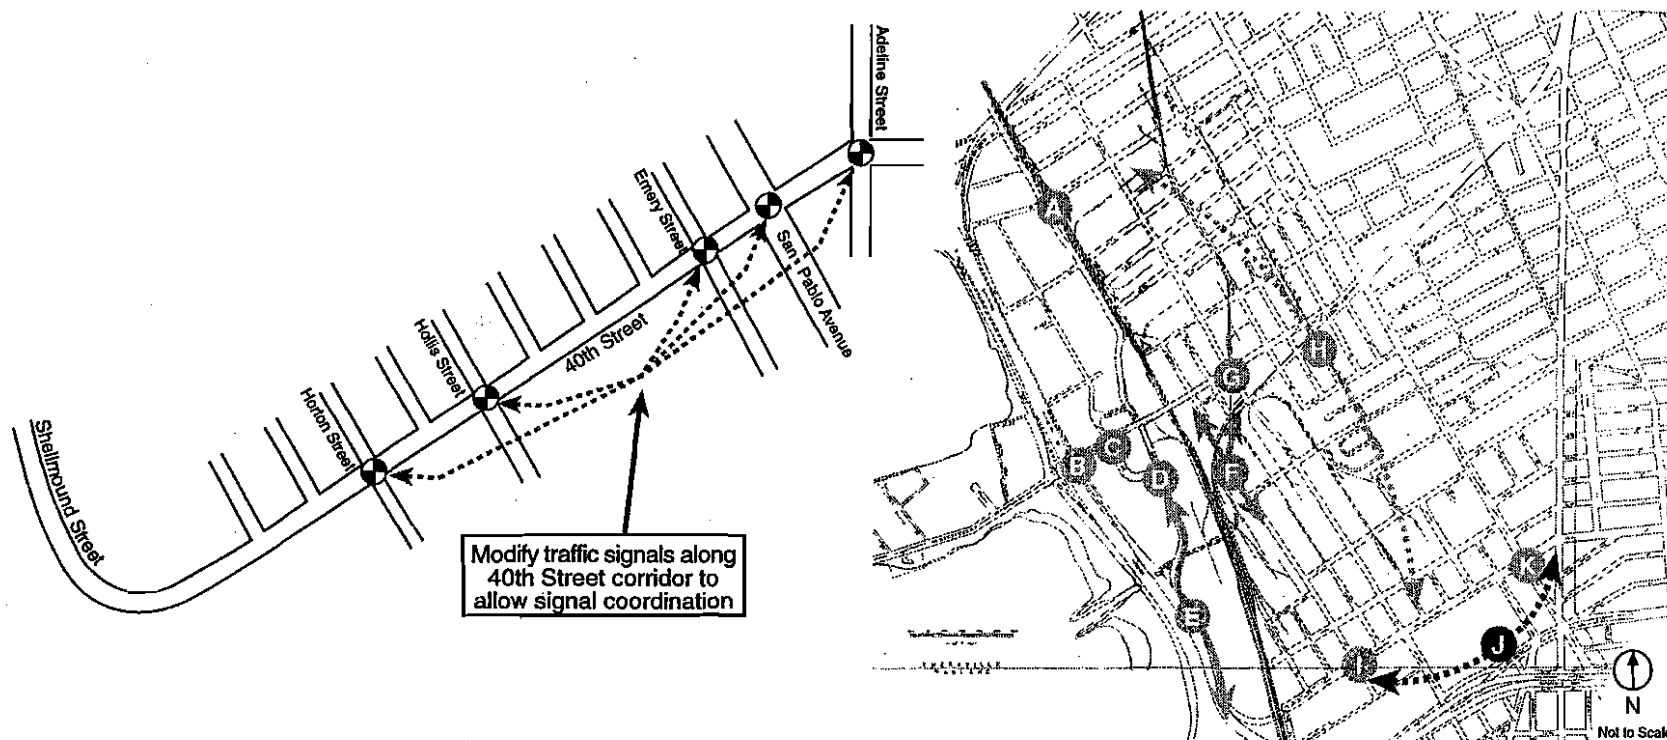 Adeline Street
Emery Street
San Pablo Avenue
Hollis Street
40th Street
Horton Street
Shellmound Street
Modify traffic signals along
40th Street corridor to
allow signal coordination
A
H
G
B
C
D
F
E
K
J
I
N
Not to Scale